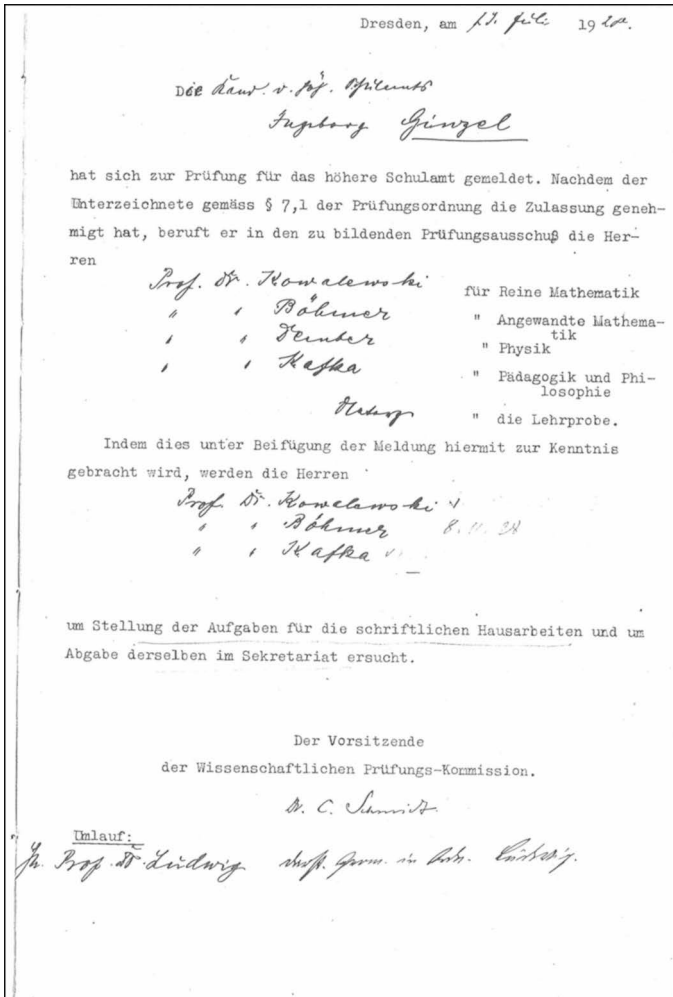 Dresden, am Juli 19
Die Kand. v. höh. Schulamts
Ingeborg Ginzel
hat sich zur Prüfung für das höhere Schulamt gemeldet. Nachdem der
Unterzeichnete gemäss § 7,1 der Prüfungsordnung die Zulassung geneh-
migt hat, beruft er in den zu bildenden Prüfungsausschuß die Her-
ren
Prof. Dr. Kowalewski für Reine Mathematik
" " Böhmer " Angewandte Mathema-
tik
" " Dember " Physik
" " Kafka " Pädagogik und Phi-
losophie
" die Lehrprobe.
Indem dies unter Beifügung der Meldung hiermit zur Kenntnis
gebracht wird, werden die Herren
Prof. Dr. Kowalewski
" " Böhmer
" " Kafka
um Stellung der Aufgaben für die schriftlichen Hausarbeiten und um
Abgabe derselben im Sekretariat ersucht.
Der Vorsitzende
der Wissenschaftlichen Prüfungs-Kommission.
Dr. C. Schmidt
Umlauf:
Prof. Dr. Ludwig Ludwig.